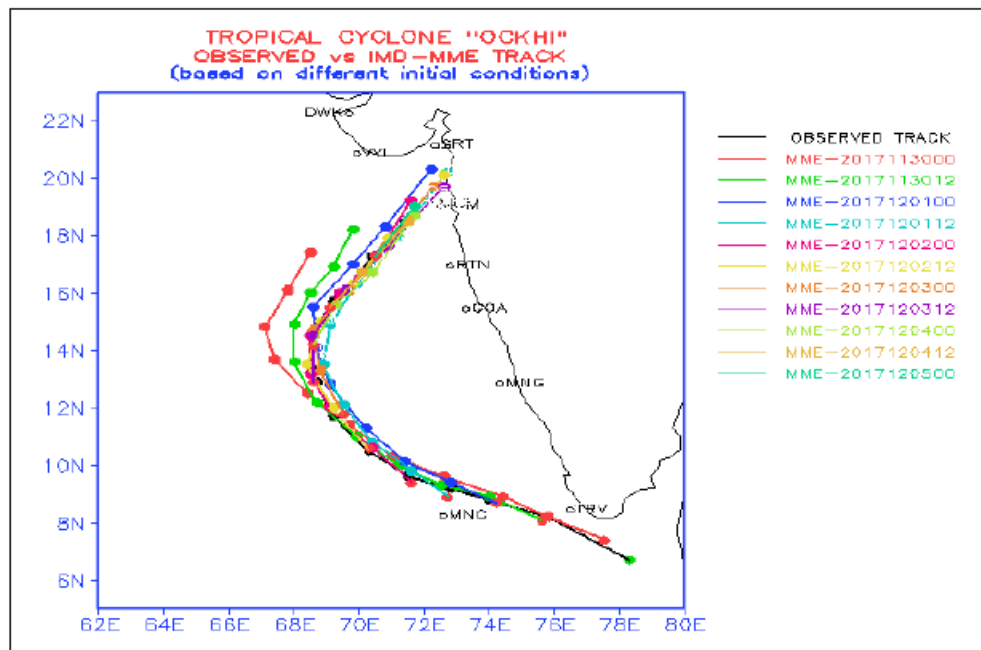 TROPICAL CYCLONE "OCKHI"
OBSERVED vs IMD-MME TRACK
(based on different initial conditions)
22N
20N
18N
16N
14N
12N
10N
8N
6N
62E 64E 66E 68E 70E 72E 74E 76E 78E 80E
DWK
SRT
RTN
GOA
MNG
MNC
TRV
OBSERVED TRACK
MME-2017113000
MME-2017113012
MME-2017120100
MME-2017120112
MME-2017120200
MME-2017120212
MME-2017120300
MME-2017120312
MME-2017120400
MME-2017120412
MME-2017120500